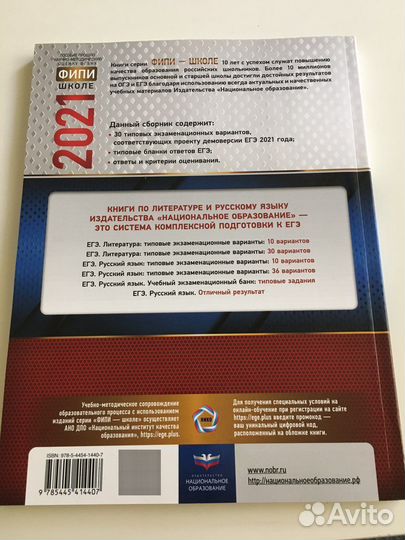 ПОСОБИЕ ПРОШЛО
НАУЧНО-МЕТОДИЧЕСКУЮ
ОЦЕНКУ ФГБНУ
ФИПИ
ШКОЛЕ
2021
Книги серии ФИПИ — ШКОЛЕ 10 лет с успехом служат повышению
качества образования российских школьников. Более 10 миллионов
выпускников основной и старшей школы достигли достойных результатов
на ОГЭ и ЕГЭ благодаря использованию всегда актуальных и качественных
учебных материалов Издательства «Национальное образование».
Данный сборник содержит:
• 30 типовых экзаменационных вариантов,
соответствующих проекту демоверсии ЕГЭ 2021 года;
• типовые бланки ответов ЕГЭ;
• ответы и критерии оценивания.
КНИГИ ПО ЛИТЕРАТУРЕ И РУССКОМУ ЯЗЫКУ
ИЗДАТЕЛЬСТВА «НАЦИОНАЛЬНОЕ ОБРАЗОВАНИЕ» —
ЭТО СИСТЕМА КОМПЛЕКСНОЙ ПОДГОТОВКИ К ЕГЭ
ЕГЭ. Литература: типовые экзаменационные варианты: 10 вариантов
ЕГЭ. Литература: типовые экзаменационные варианты: 30 вариантов
ЕГЭ. Русский язык: типовые экзаменационные варианты: 10 вариантов
ЕГЭ. Русский язык: типовые экзаменационные варианты: 36 вариантов
ЕГЭ. Русский язык. Учебный экзаменационный банк: типовые задания
ЕГЭ. Русский язык. Отличный результат
Учебно-методическое сопровождение
образовательного процесса с использованием
изданий серии «ФИПИ — школе» осуществляет
АНО ДПО «Национальный институт качества
образования», https://ege.plus.
НИКО
Для получения специальных условий на
онлайн-обучение при регистрации на сайте
https://ege.plus введите промокод —
ваш уникальный цифровой код,
расположенный на обложке книги.
ISBN 978-5-4454-1440-7
9 785445 414407
ИЗДАТЕЛЬСТВО
НАЦИОНАЛЬНОЕ
ОБРАЗОВАНИЕ
www.nobr.ru
http://национальноеобразование.рф
Avito